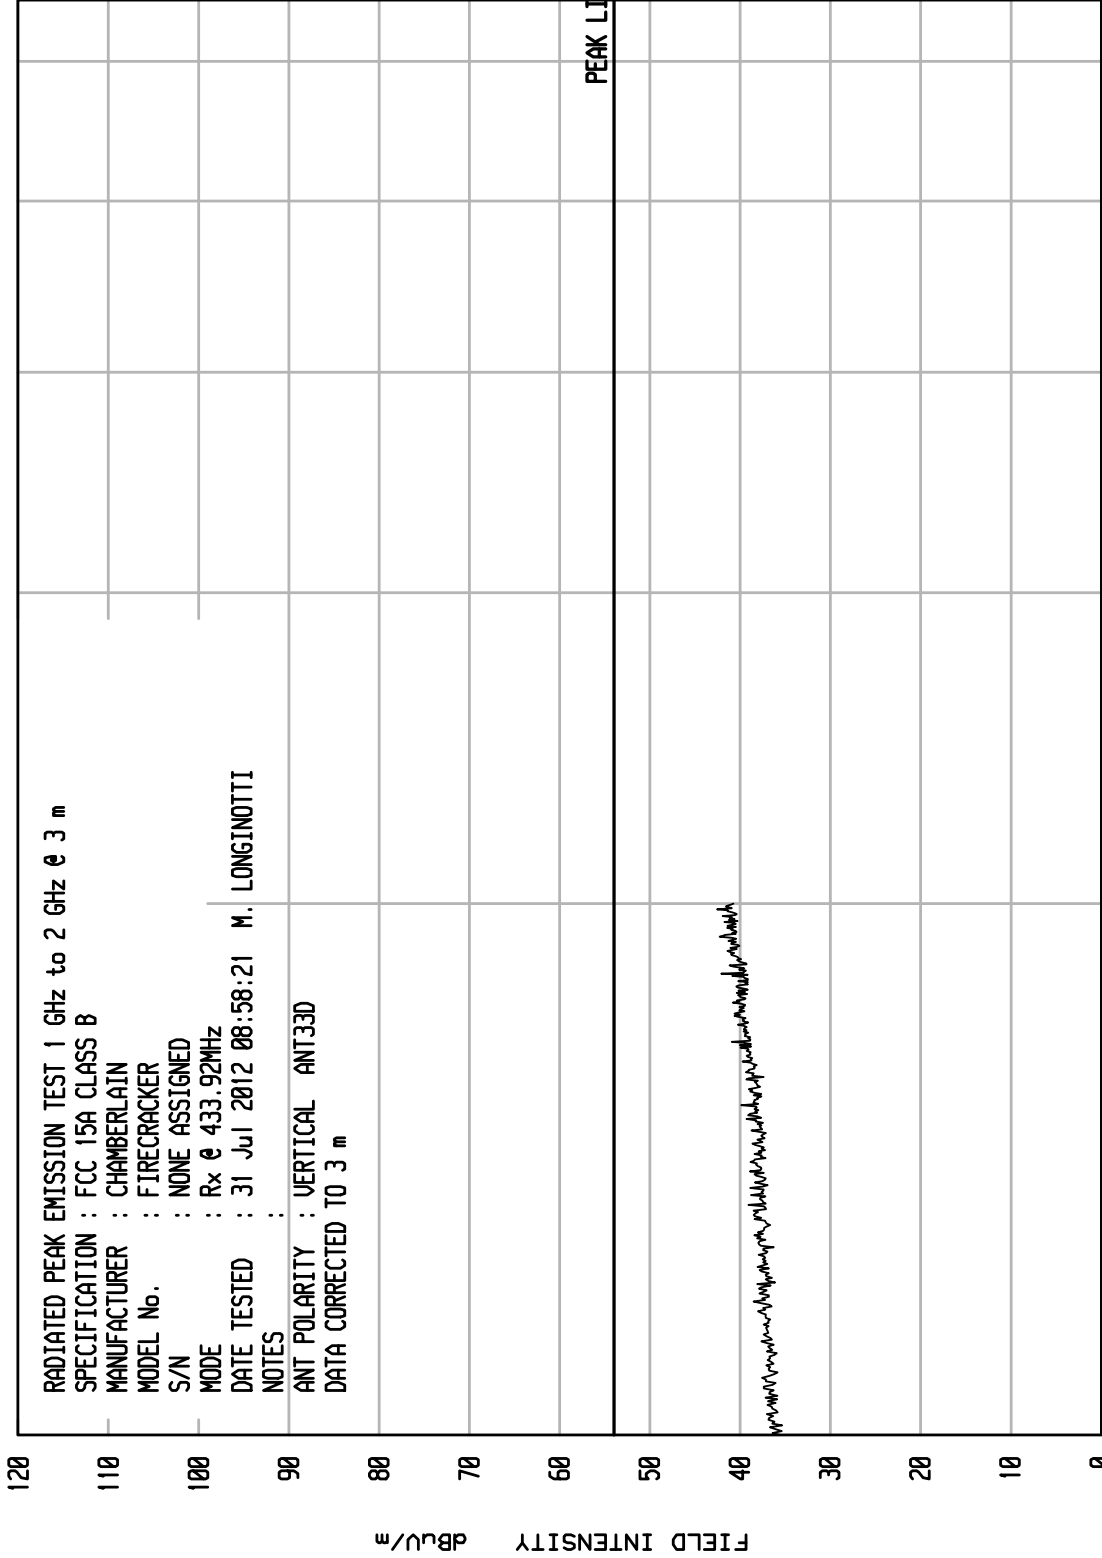 RADIATED PEAK EMISSION TEST 1 GHz to 2 GHz @ 3 m
SPECIFICATION : FCC 15A CLASS B
MANUFACTURER : CHAMBERLAIN
MODEL No. : FIRECRACKER
S/N : NONE ASSIGNED
MODE : Rx @ 433.92MHz
DATE TESTED : 31 Jul 2012 08:58:21 M. LONGINOTTI
NOTES :
ANT POLARITY : VERTICAL ANT33D
DATA CORRECTED TO 3 m
PEAK LI
120
110
100
90
80
70
60
50
40
30
20
10
0
FIELD INTENSITY dBuV/m